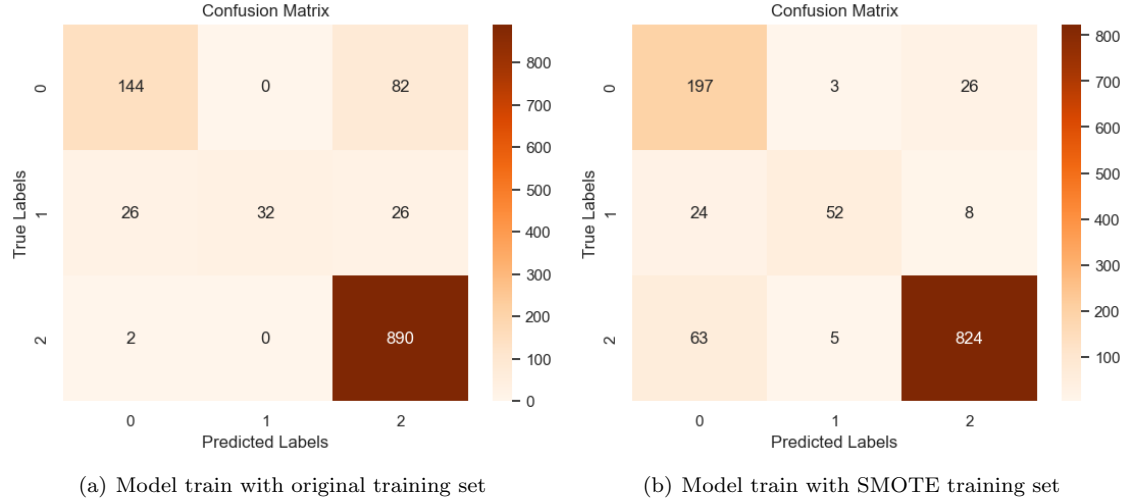 Confusion Matrix
True Labels
0
1
2
144 0 82
26 32 26
2 0 890
0 1 2
Predicted Labels
800
700
600
500
400
300
200
100
0
(a) Model train with original training set
Confusion Matrix
True Labels
0
1
2
197 3 26
24 52 8
63 5 824
0 1 2
Predicted Labels
800
700
600
500
400
300
200
100
(b) Model train with SMOTE training set